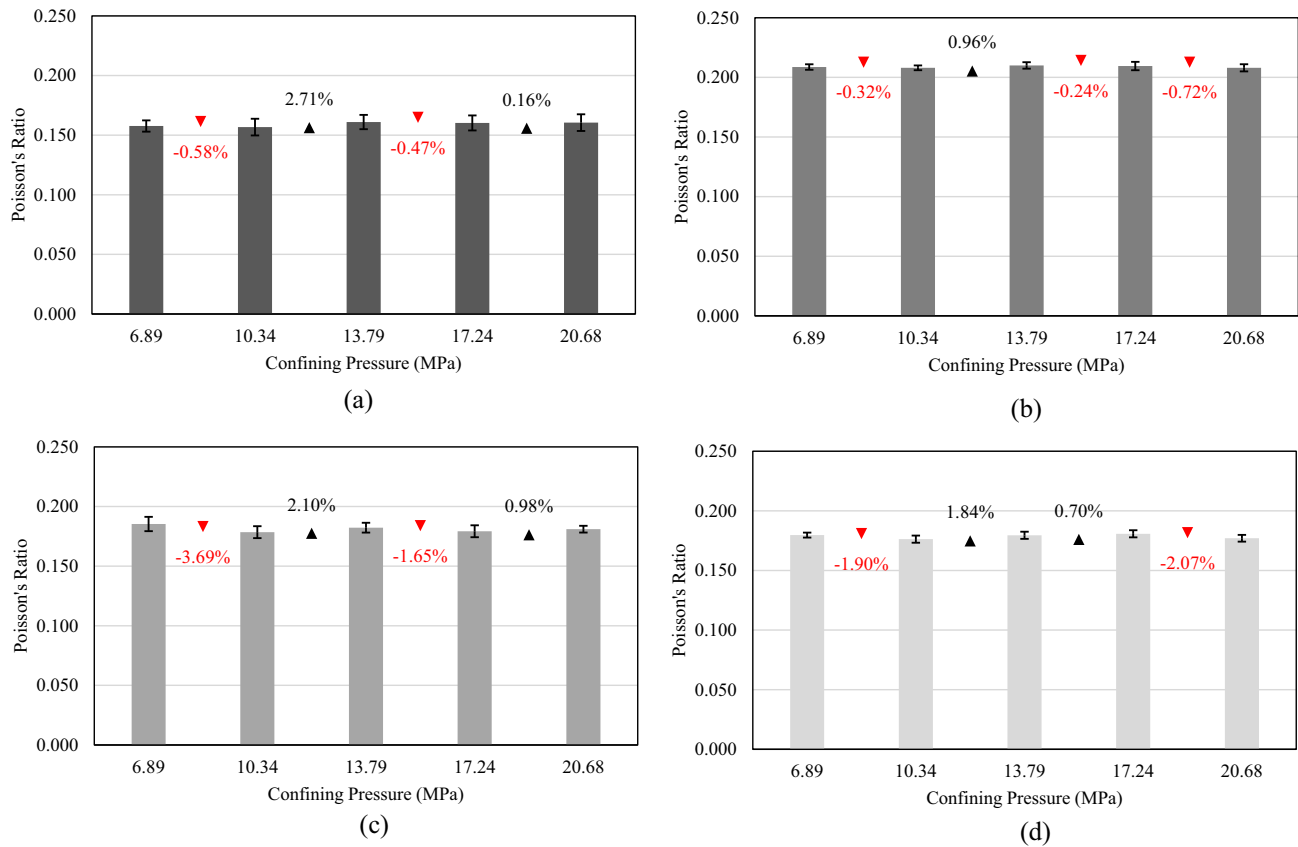 0.250
0.200
0.150
0.100
0.050
0.000
Poisson's Ratio
-0.58%
2.71%
-0.47%
0.16%
6.89 10.34 13.79 17.24 20.68
Confining Pressure (MPa)
(a)
0.250
0.200
0.150
0.100
0.050
0.000
Poisson's Ratio
-0.32%
0.96%
-0.24%
-0.72%
6.89 10.34 13.79 17.24 20.68
Confining Pressure (MPa)
(b)
0.250
0.200
0.150
0.100
0.050
0.000
Poisson's Ratio
-3.69%
2.10%
-1.65%
0.98%
6.89 10.34 13.79 17.24 20.68
Confining Pressure (MPa)
(c)
0.250
0.200
0.150
0.100
0.050
0.000
Poisson's Ratio
-1.90%
1.84%
0.70%
-2.07%
6.89 10.34 13.79 17.24 20.68
Confining Pressure (MPa)
(d)